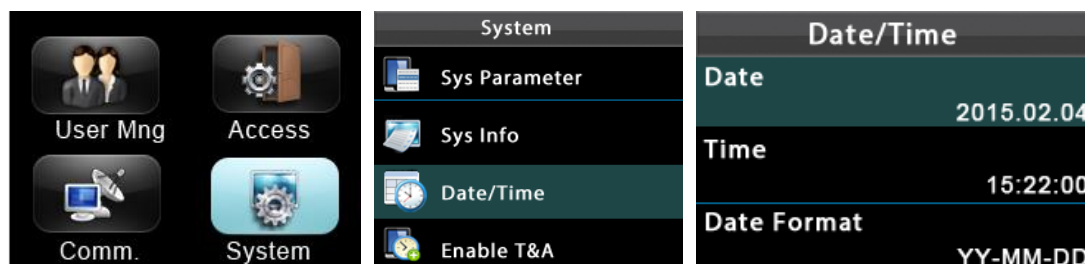 User Mng
Access
Comm.
System
System
Sys Parameter
Sys Info
Date/Time
Enable T&A
Date/Time
Date
2015.02.04
Time
15:22:00
Date Format
YY-MM-DD